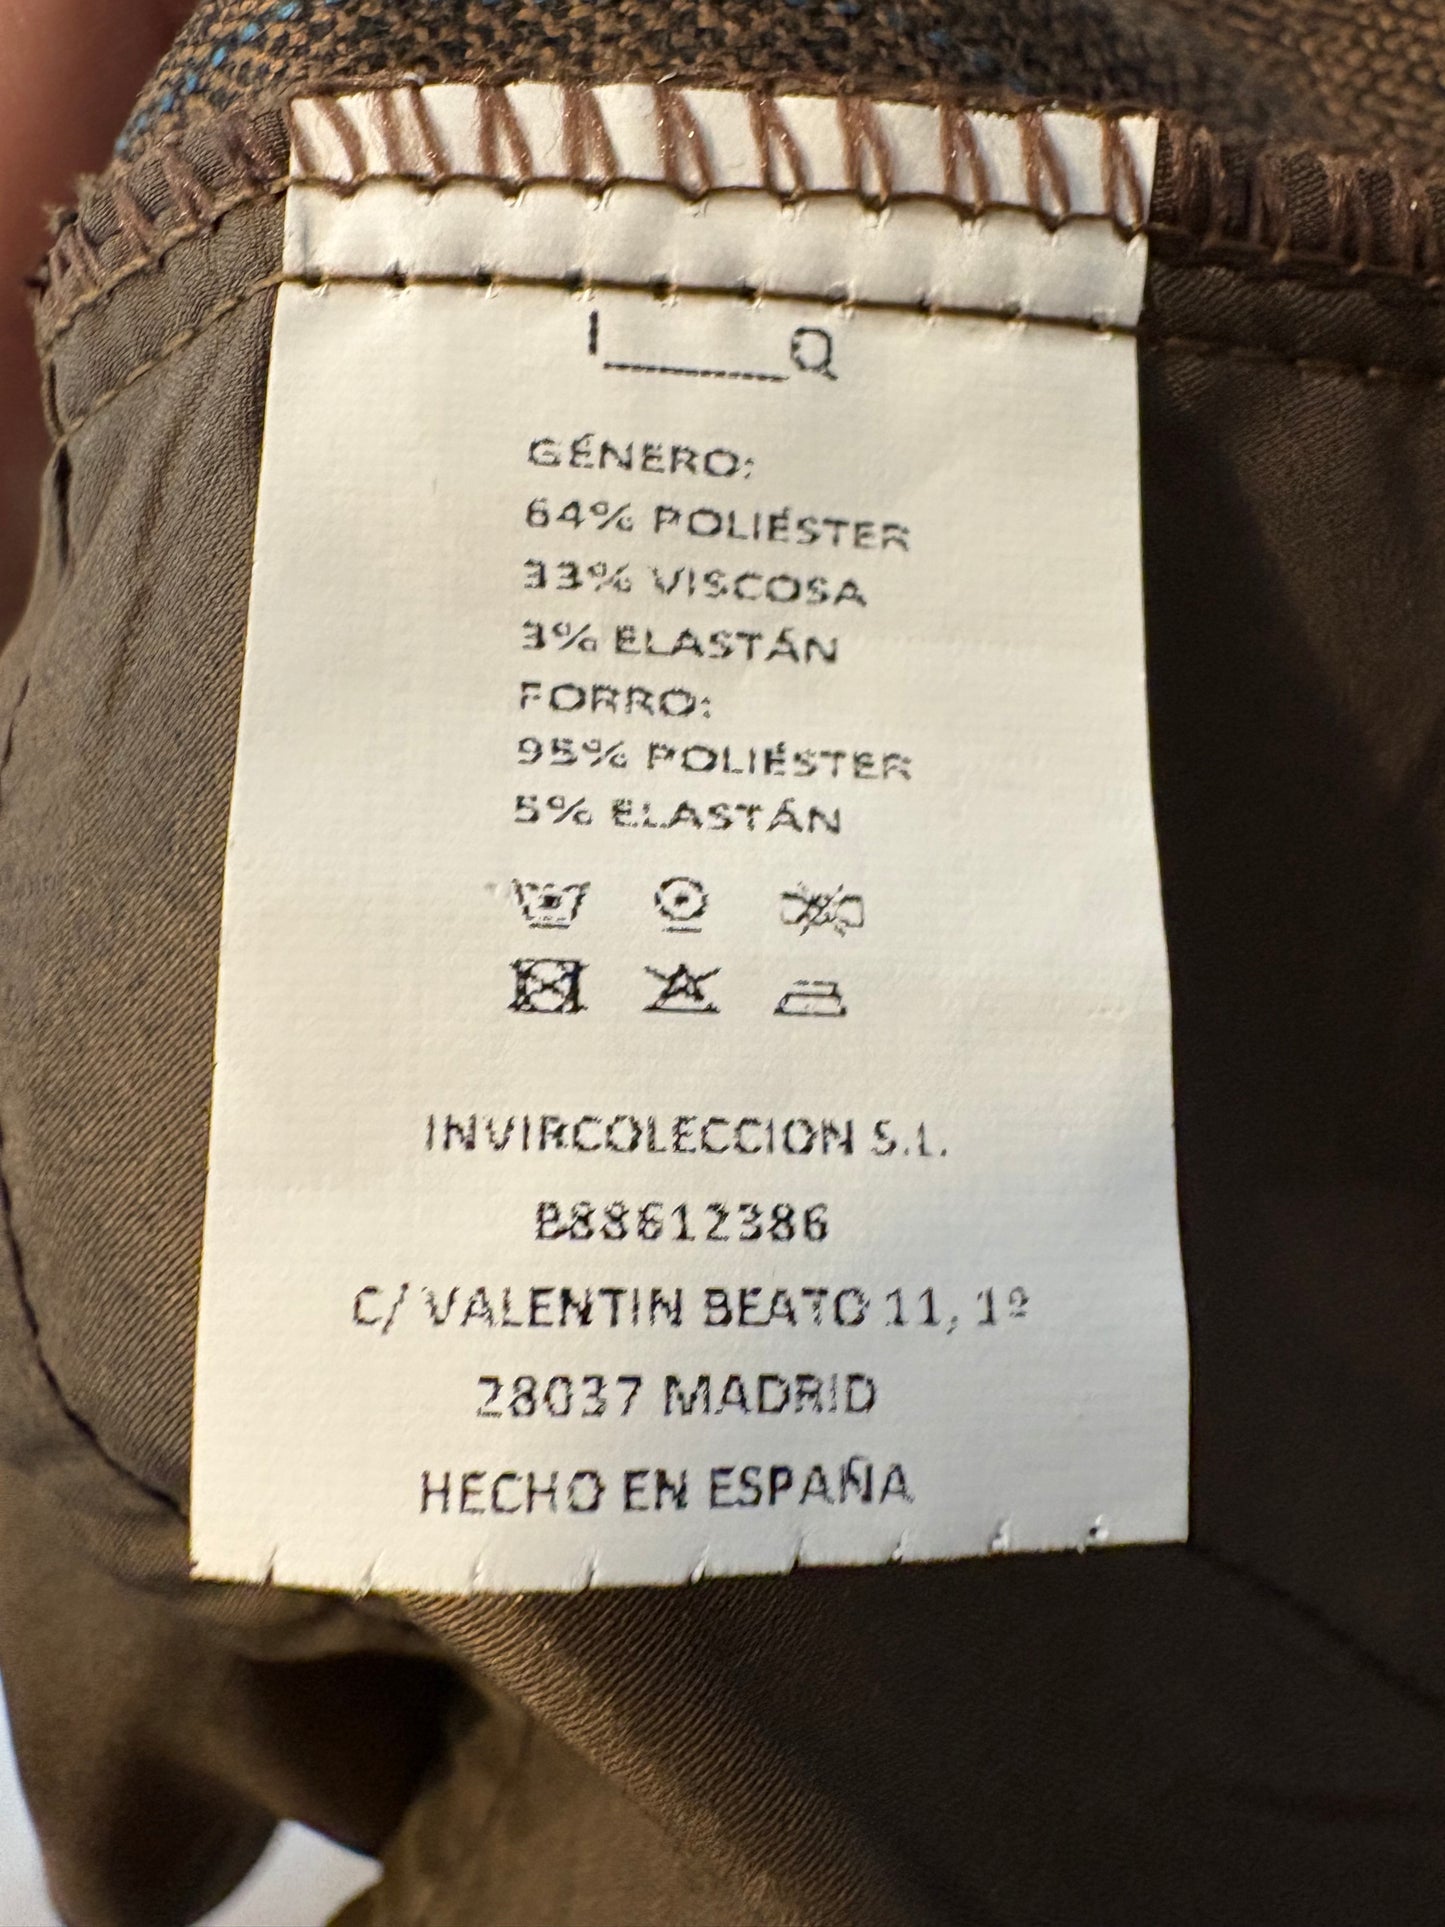 I_____Q
GÉNERO:
64% POLIÉSTER
33% VISCOSA
3% ELASTÁN
FORRO:
95% POLIÉSTER
5% ELASTÁN
INVIRCOLECCION S.L.
B88612386
C/ VALENTIN BEATO 11, 1º
28037 MADRID
HECHO EN ESPAÑA